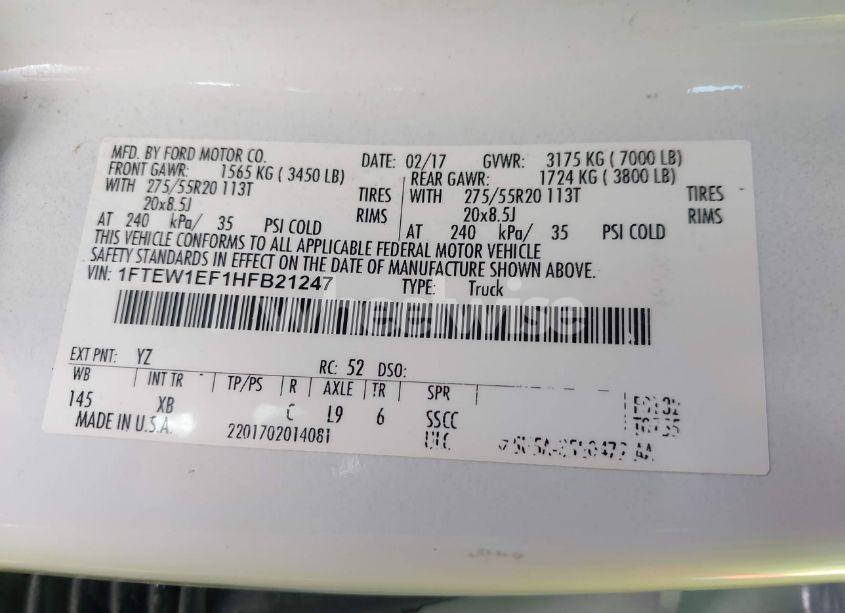 MFD. BY FORD MOTOR CO. DATE: 02/17 GVWR: 3175 KG ( 7000 LB)
FRONT GAWR: 1565 KG ( 3450 LB) REAR GAWR: 1724 KG ( 3800 LB)
WITH 275/55R20 113T TIRES WITH 275/55R20 113T TIRES
20x8.5J RIMS 20x8.5J RIMS
AT 240 kPa/ 35 PSI COLD AT 240 kPa/ 35 PSI COLD
THIS VEHICLE CONFORMS TO ALL APPLICABLE FEDERAL MOTOR VEHICLE
SAFETY STANDARDS IN EFFECT ON THE DATE OF MANUFACTURE SHOWN ABOVE.
VIN: 1FTEW1EF1HFB21247 TYPE: Truck
wheelwise
EXT PNT: YZ RC: 52 DSO:
WB INT TR TP/PS R AXLE TR SPR
145 XB C L9 6 SSCC
MADE IN U.S.A. 2201702014081